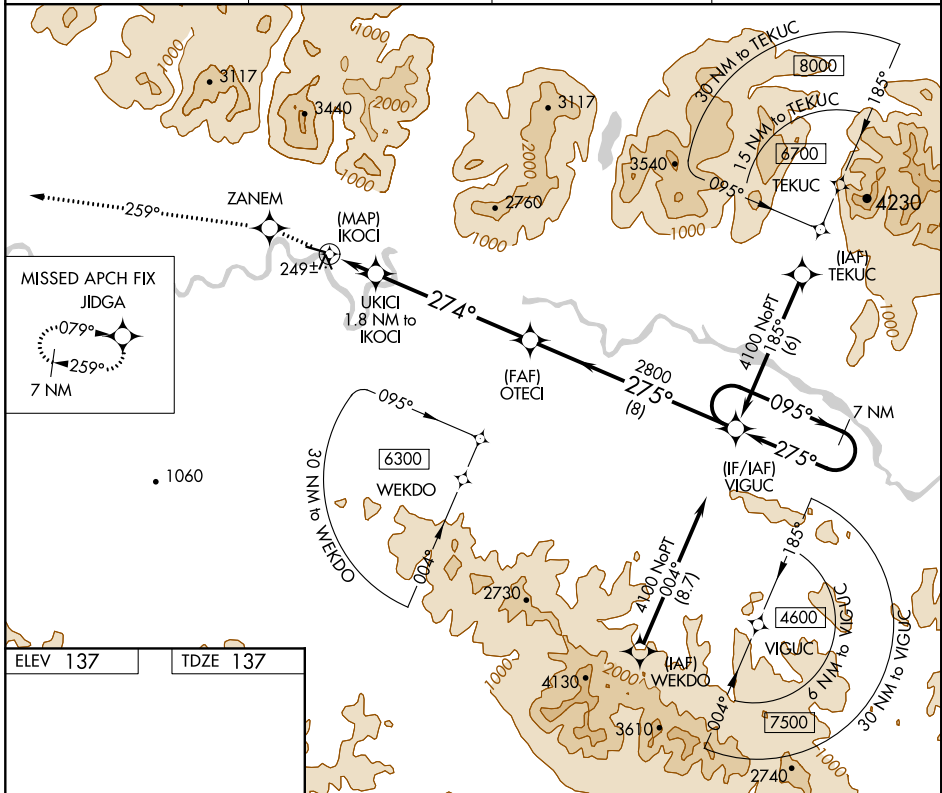 1000
1000
1000
3117
3440
2000
1000
1000
3117
2000
2760
1000
30 NM to TEKUC
8000
185°
15 NM to TEKUC
6700
TEKUC
3540
095°
4230
1000
1000
(IAF)
TEKUC
259°
ZANEM
(MAP)
IKOCI
249±
UKICI
1.8 NM to
IKOCI
274°
MISSED APCH FIX
JIDGA
079°
259°
7 NM
(FAF)
OTECI
2800
275°
(8)
4100 NoPT
185°
(6)
095°
7 NM
275°
(IF/IAF)
VIGUC
095°
6300
WEKDO
30 NM to WEKDO
004°
1060
2730
4100 NoPT
004°
(8.7)
(IAF)
WEKDO
2000
1000
4130
3610
185°
4600
VIGUC
6 NM to VIGUC
30 NM to VIGUC
004°
7500
2740
1000
ELEV 137
TDZE 137